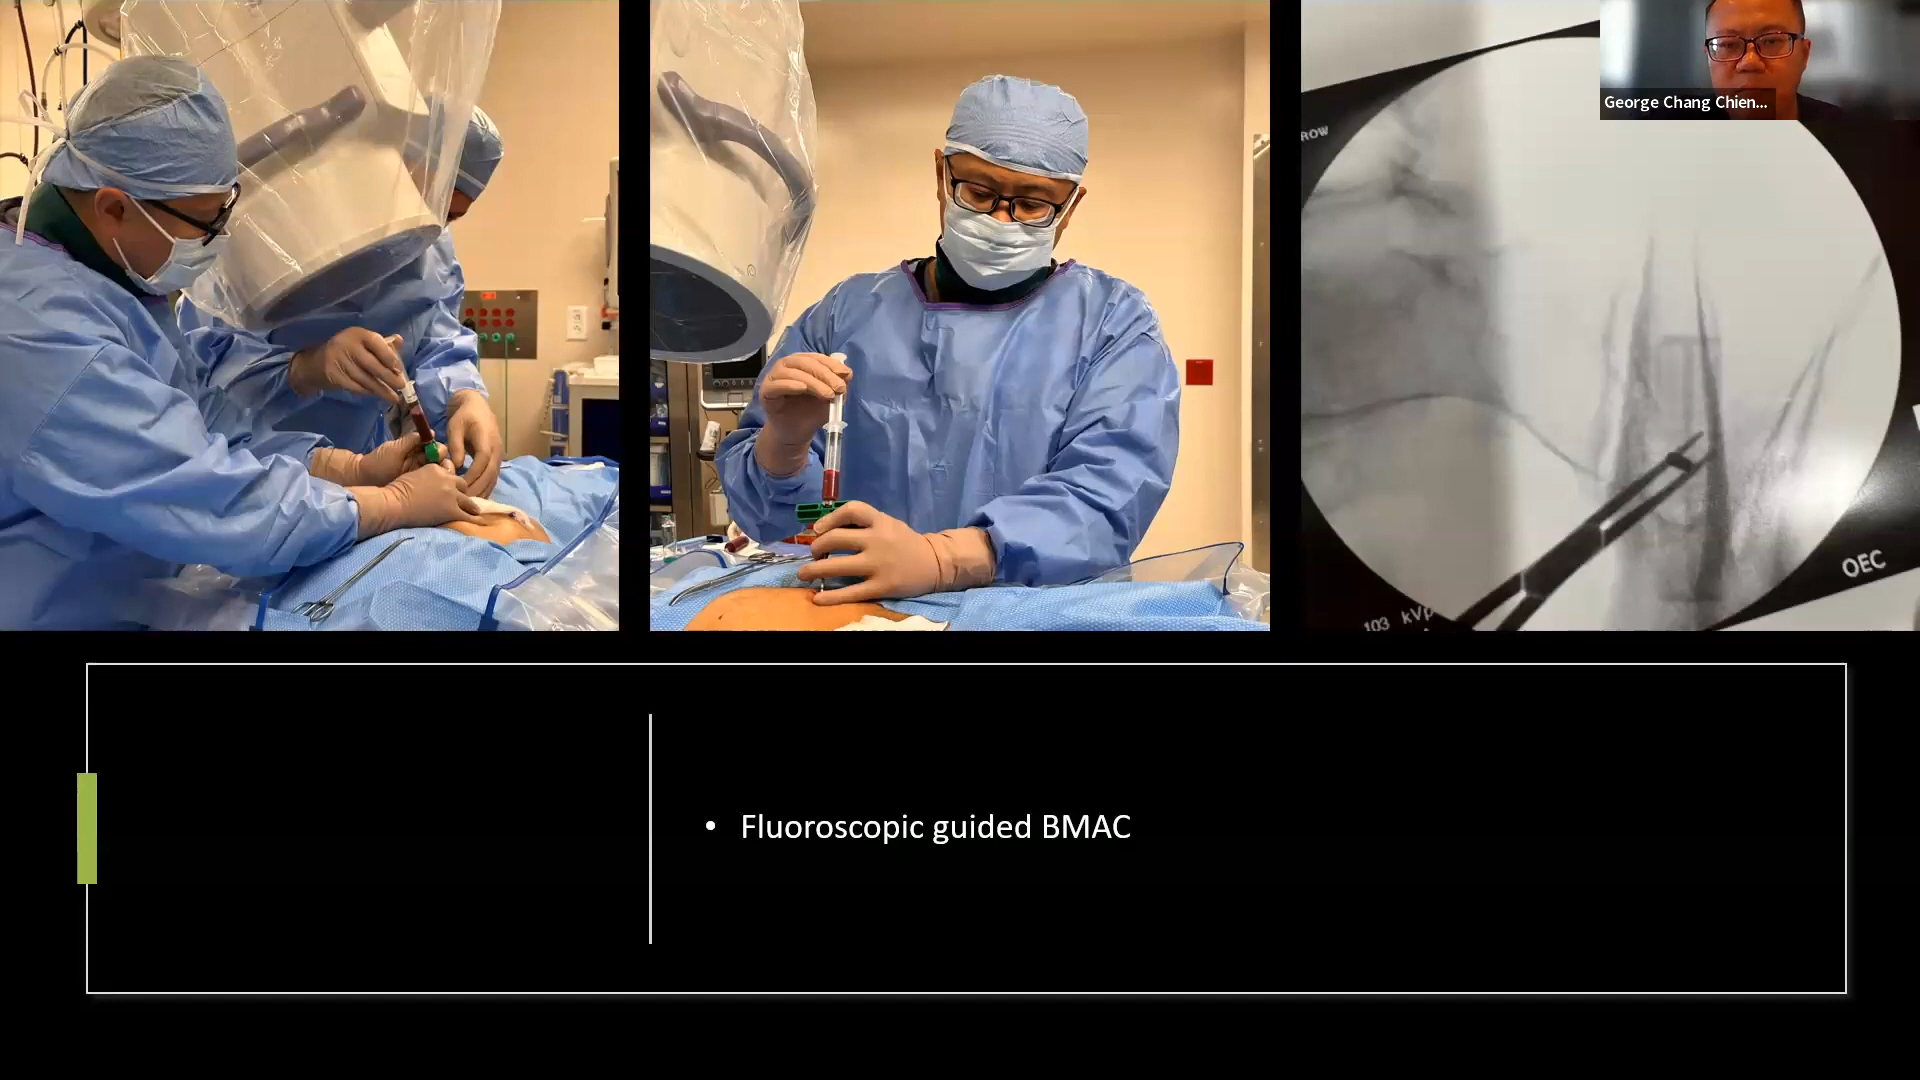 George Chang Chien...
ROW
OEC
103 kVp
• Fluoroscopic guided BMAC